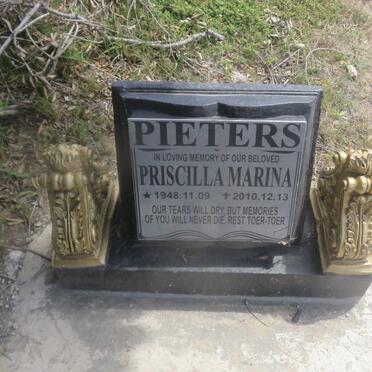 PIETERS
IN LOVING MEMORY OF OUR BELOVED
PRISCILLA MARINA
★ 1948.11.09 ✝ 2010.12.13
OUR TEARS WILL DRY, BUT MEMORIES
OF YOU WILL NEVER DIE. REST TOER-TOER